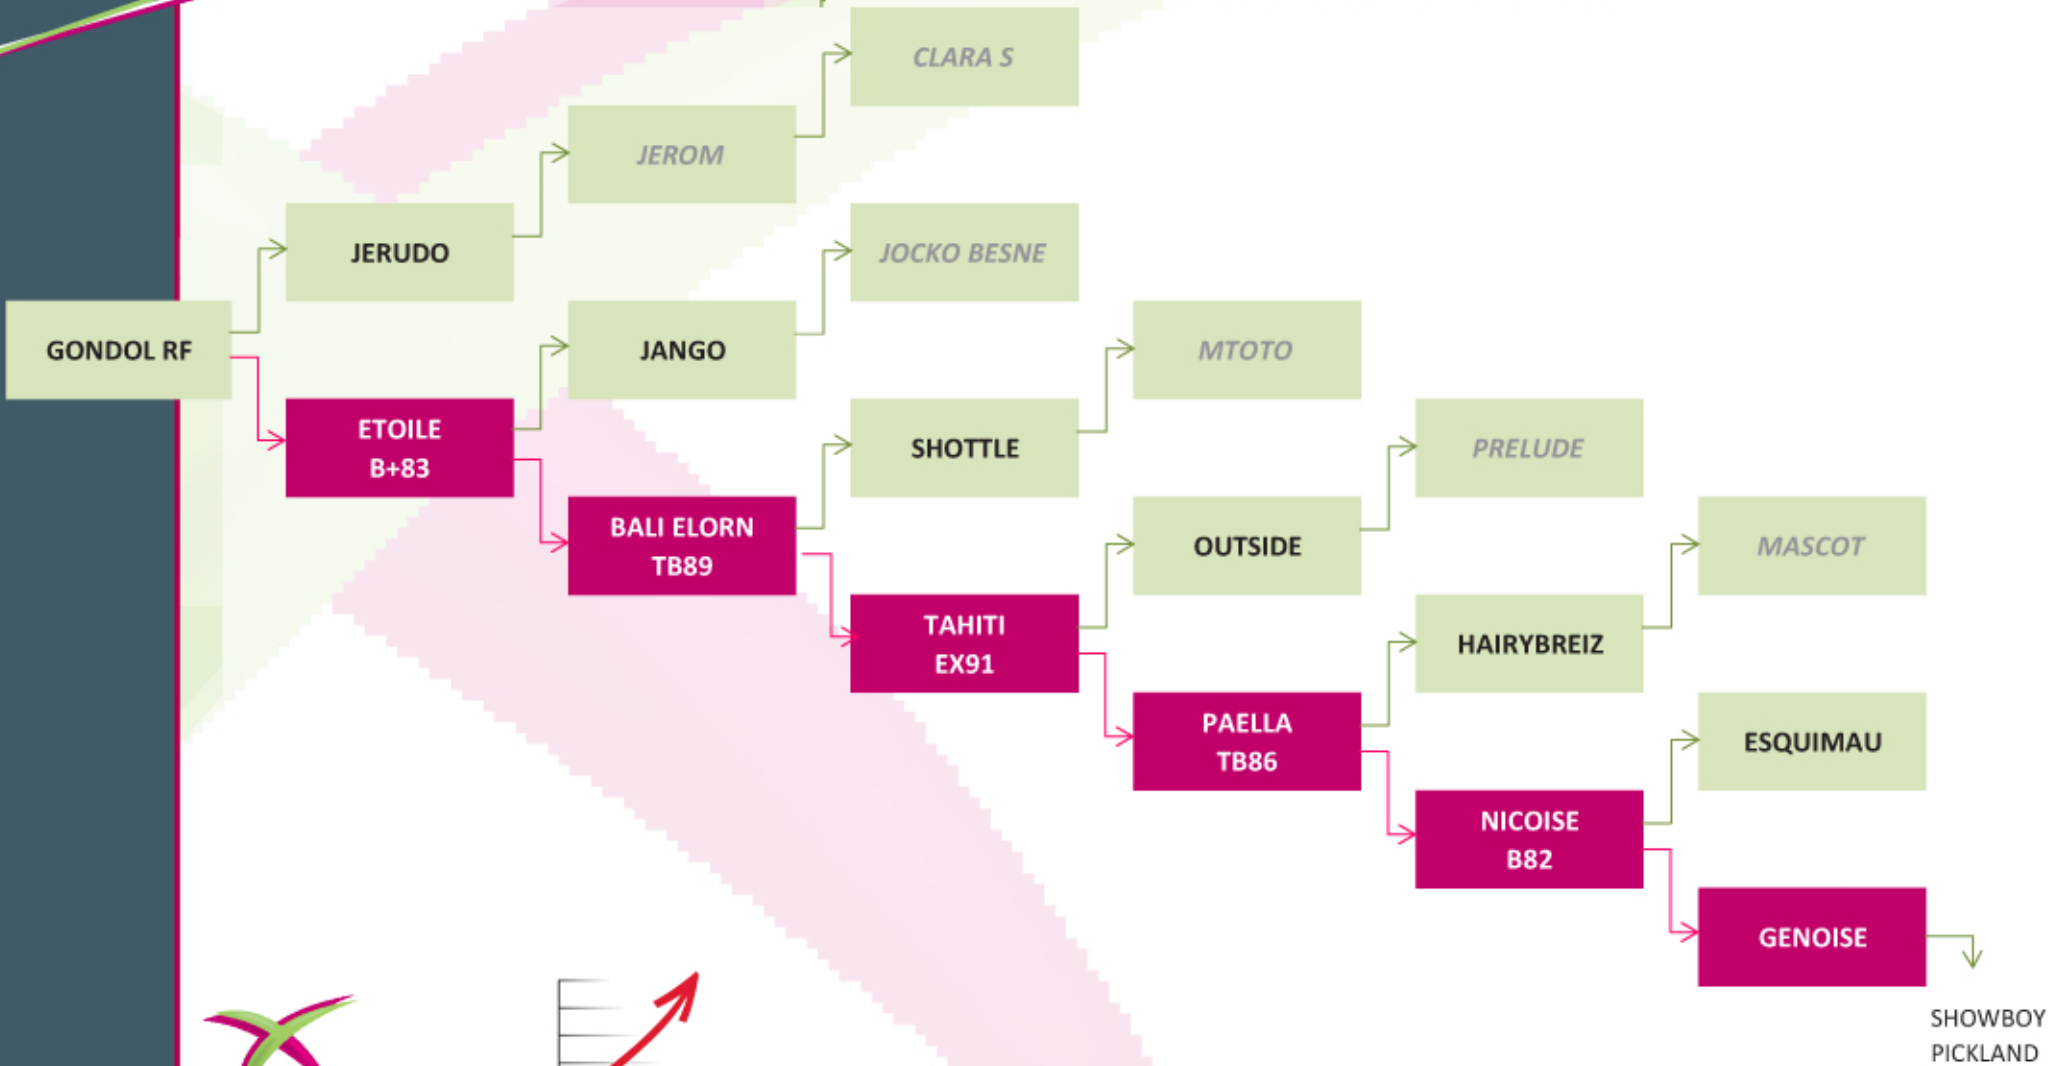 CLARA S
JEROM
JERUDO
JOCKO BESNE
GONDOL RF
JANGO
MTOTO
ETOILE
B+83
SHOTTLE
PRELUDE
BALI ELORN
TB89
OUTSIDE
MASCOT
TAHITI
EX91
HAIRYBREIZ
PAELLA
TB86
ESQUIMAU
NICOISE
B82
GENOISE
SHOWBOY
PICKLAND